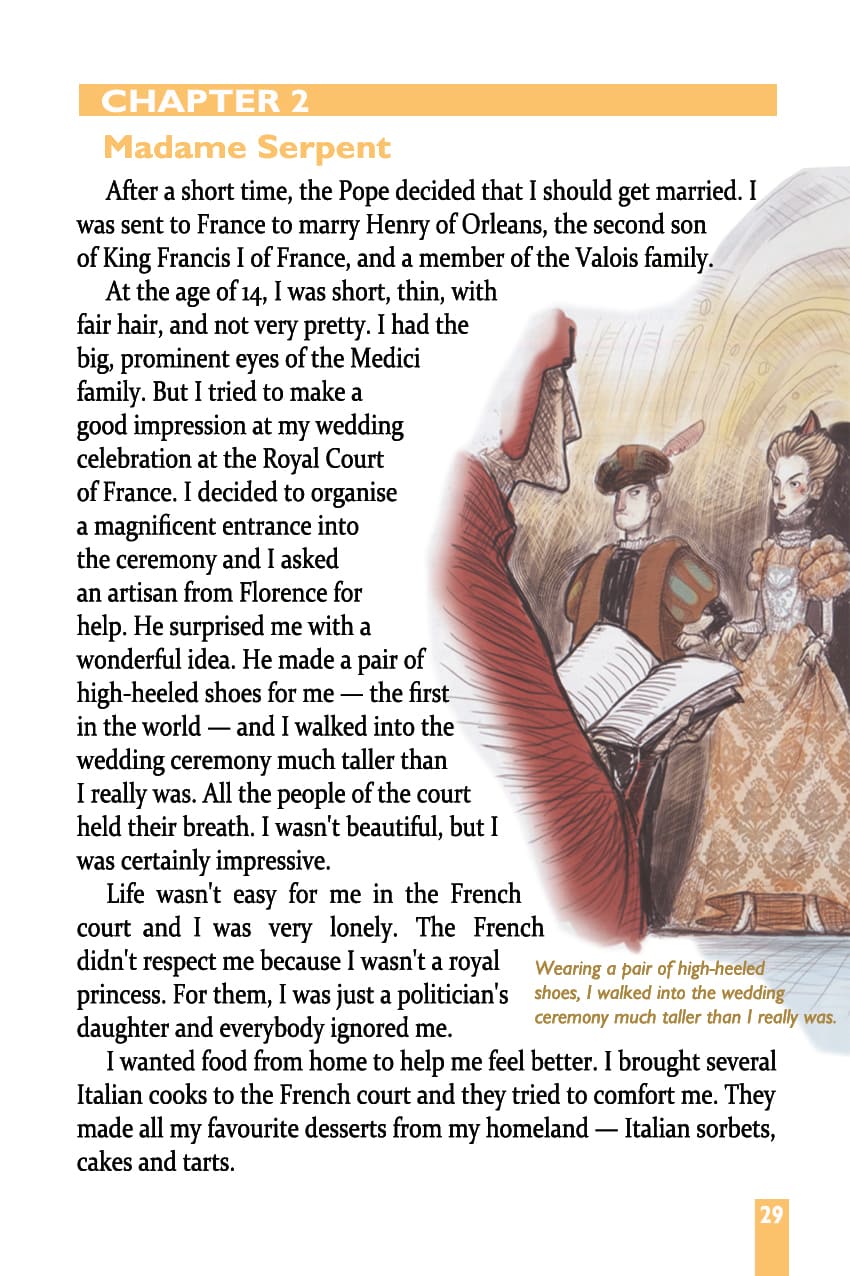 CHAPTER 2
Madame Serpent
After a short time, the Pope decided that I should get married. I
was sent to France to marry Henry of Orleans, the second son
of King Francis I of France, and a member of the Valois family.
At the age of 14, I was short, thin, with
fair hair, and not very pretty. I had the
big, prominent eyes of the Medici
family. But I tried to make a
good impression at my wedding
celebration at the Royal Court
of France. I decided to organise
a magnificent entrance into
the ceremony and I asked
an artisan from Florence for
help. He surprised me with a
wonderful idea. He made a pair of
high-heeled shoes for me — the first
in the world — and I walked into the
wedding ceremony much taller than
I really was. All the people of the court
held their breath. I wasn't beautiful, but I
was certainly impressive.
Life wasn't easy for me in the French
court and I was very lonely. The French
didn't respect me because I wasn't a royal
princess. For them, I was just a politician's
daughter and everybody ignored me.
Wearing a pair of high-heeled
shoes, I walked into the wedding
ceremony much taller than I really was.
I wanted food from home to help me feel better. I brought several
Italian cooks to the French court and they tried to comfort me. They
made all my favourite desserts from my homeland — Italian sorbets,
cakes and tarts.
29